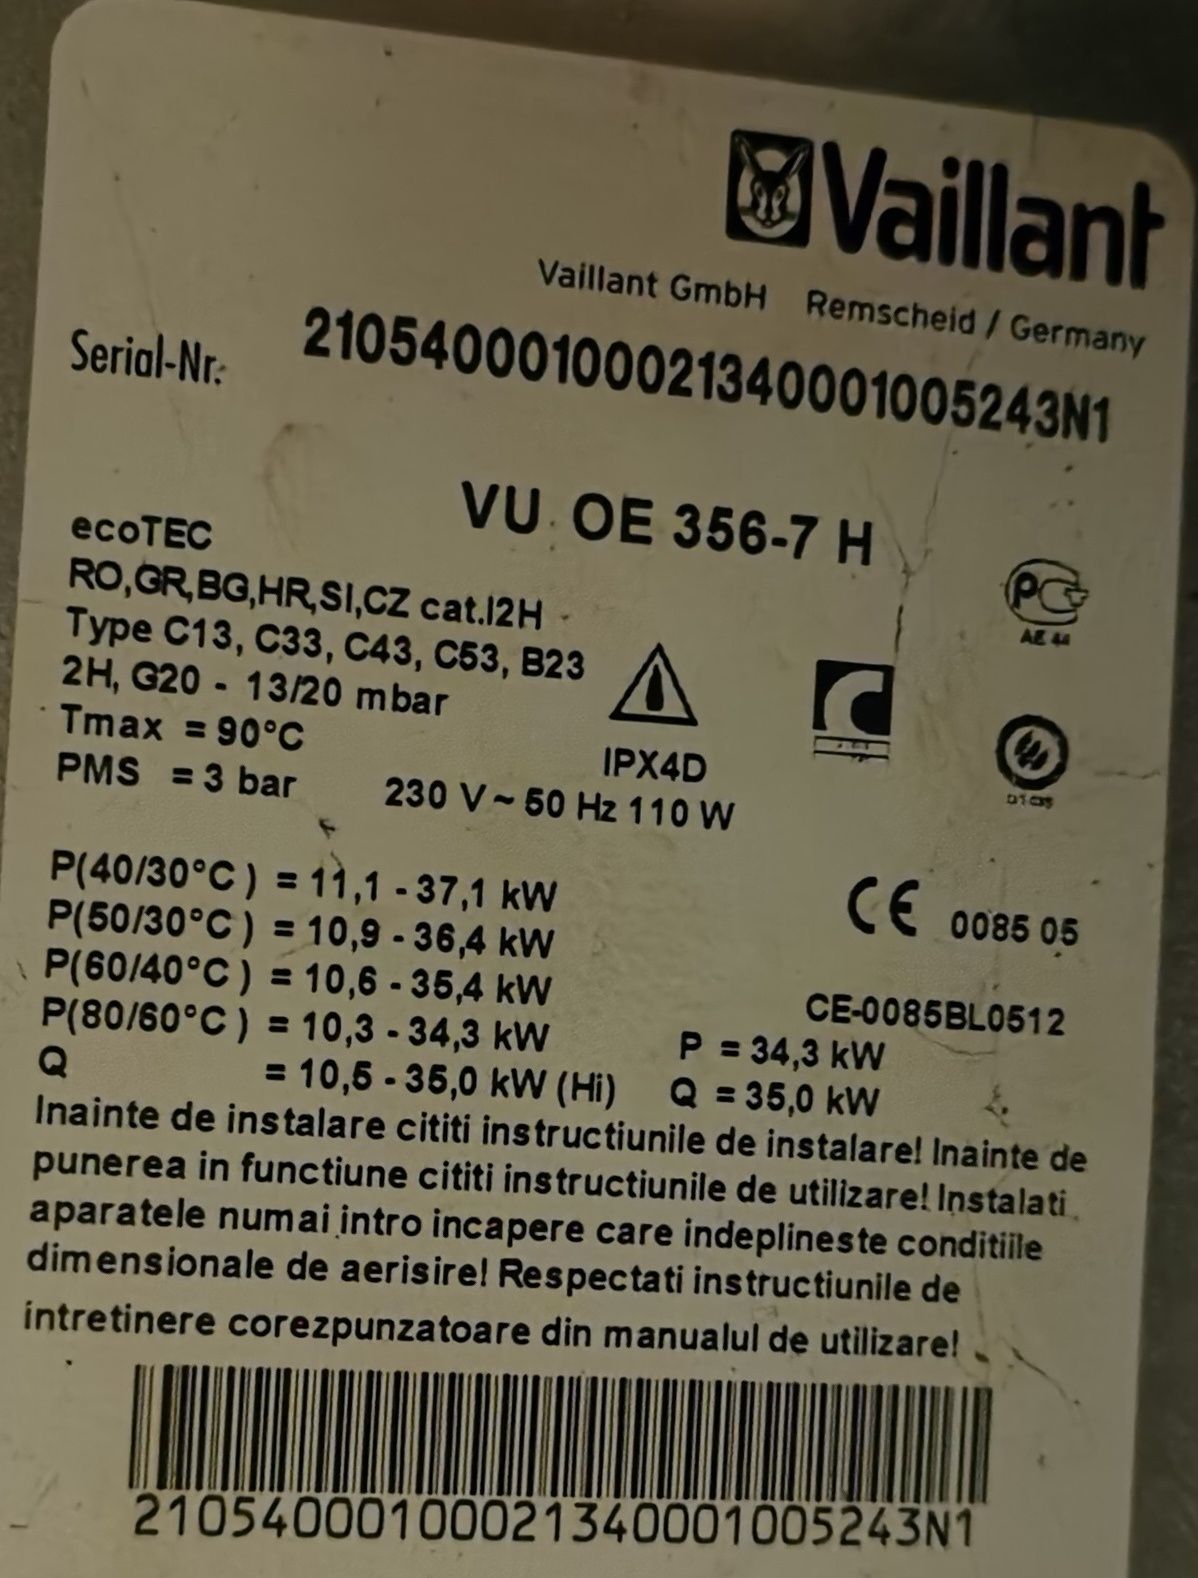 Vaillant
Vaillant GmbH Remscheid / Germany
Serial-Nr.: 21054000100021340001005243N1
VU OE 356-7 H
ecoTEC
RO,GR,BG,HR,SI,CZ cat.I2H
Type C13, C33, C43, C53, B23
2H, G20 - 13/20 mbar
Tmax = 90°C
PMS = 3 bar
IPX4D
230 V~ 50 Hz 110 W
PC
AE 44
P(40/30°C) = 11,1 - 37,1 kW
P(50/30°C) = 10,9 - 36,4 kW
P(60/40°C) = 10,6 - 35,4 kW
P(80/60°C) = 10,3 - 34,3 kW
Q = 10,5 - 35,0 kW (Hi)
CE 0085 05
CE-0085BL0512
P = 34,3 kW
Q = 35,0 kW
Inainte de instalare cititi instructiunile de instalare! Inainte de
punerea in functiune cititi instructiunile de utilizare! Instalati
aparatele numai intro incapere care indeplineste conditiile
dimensionale de aerisire! Respectati instructiunile de
intretinere corezpunzatoare din manualul de utilizare!
21054000100021340001005243N1